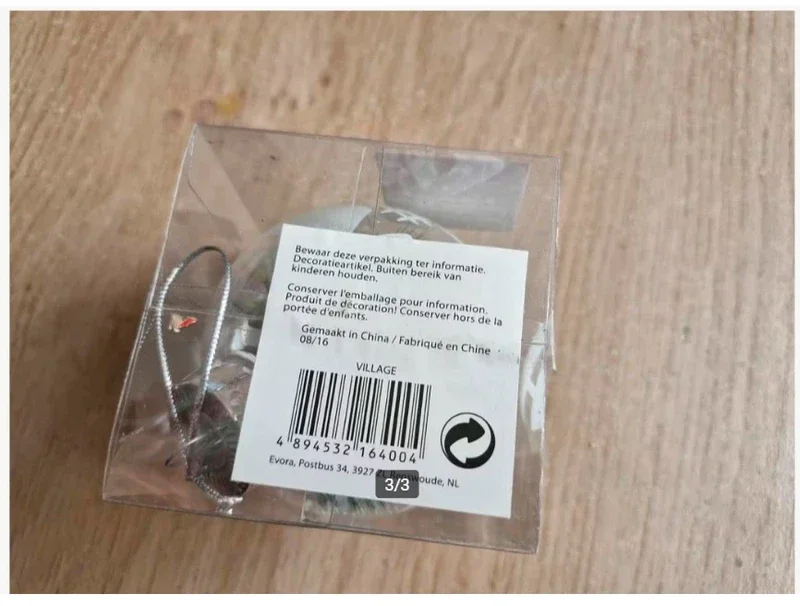 Bewaar deze verpakking ter informatie.
Decoratieartikel. Buiten bereik van
kinderen houden.
Conserver l'emballage pour information.
Produit de décoration! Conserver hors de la
portée d'enfants.
Gemaakt in China / Fabriqué en Chine
08/16
VILLAGE
4 894532 164004
Evora, Postbus 34, 3927 ZL Renswoude, NL
3/3